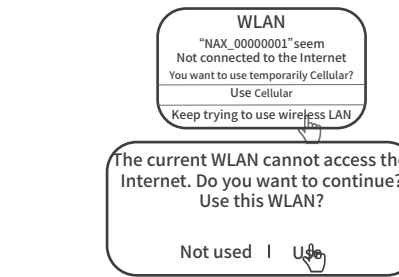 WLAN
“NAX_00000001”seem
Not connected to the Internet
You want to use temporarily Cellular?
Use Cellular
Keep trying to use wireless LAN
The current WLAN cannot access the
Internet. Do you want to continue?
Use this WLAN?
Not used | Use